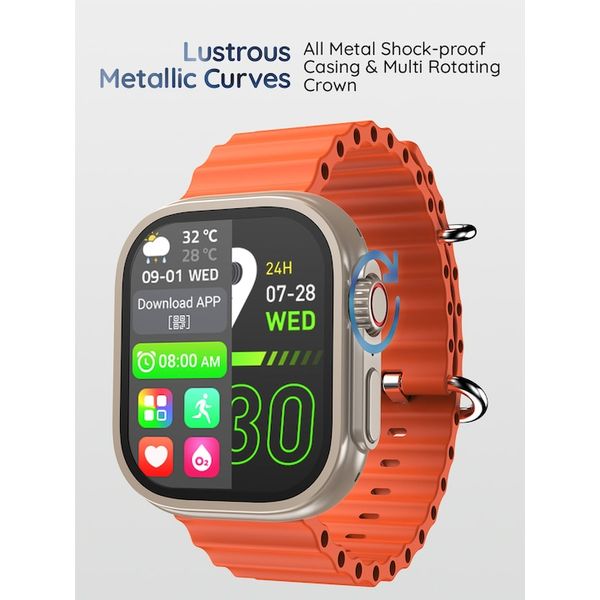 Lustrous
Metallic Curves
All Metal Shock-proof
Casing & Multi Rotating
Crown
32 °C
28 °C
09-01 WED
Download APP
08:00 AM
O₂
24H
07-28
WED
30